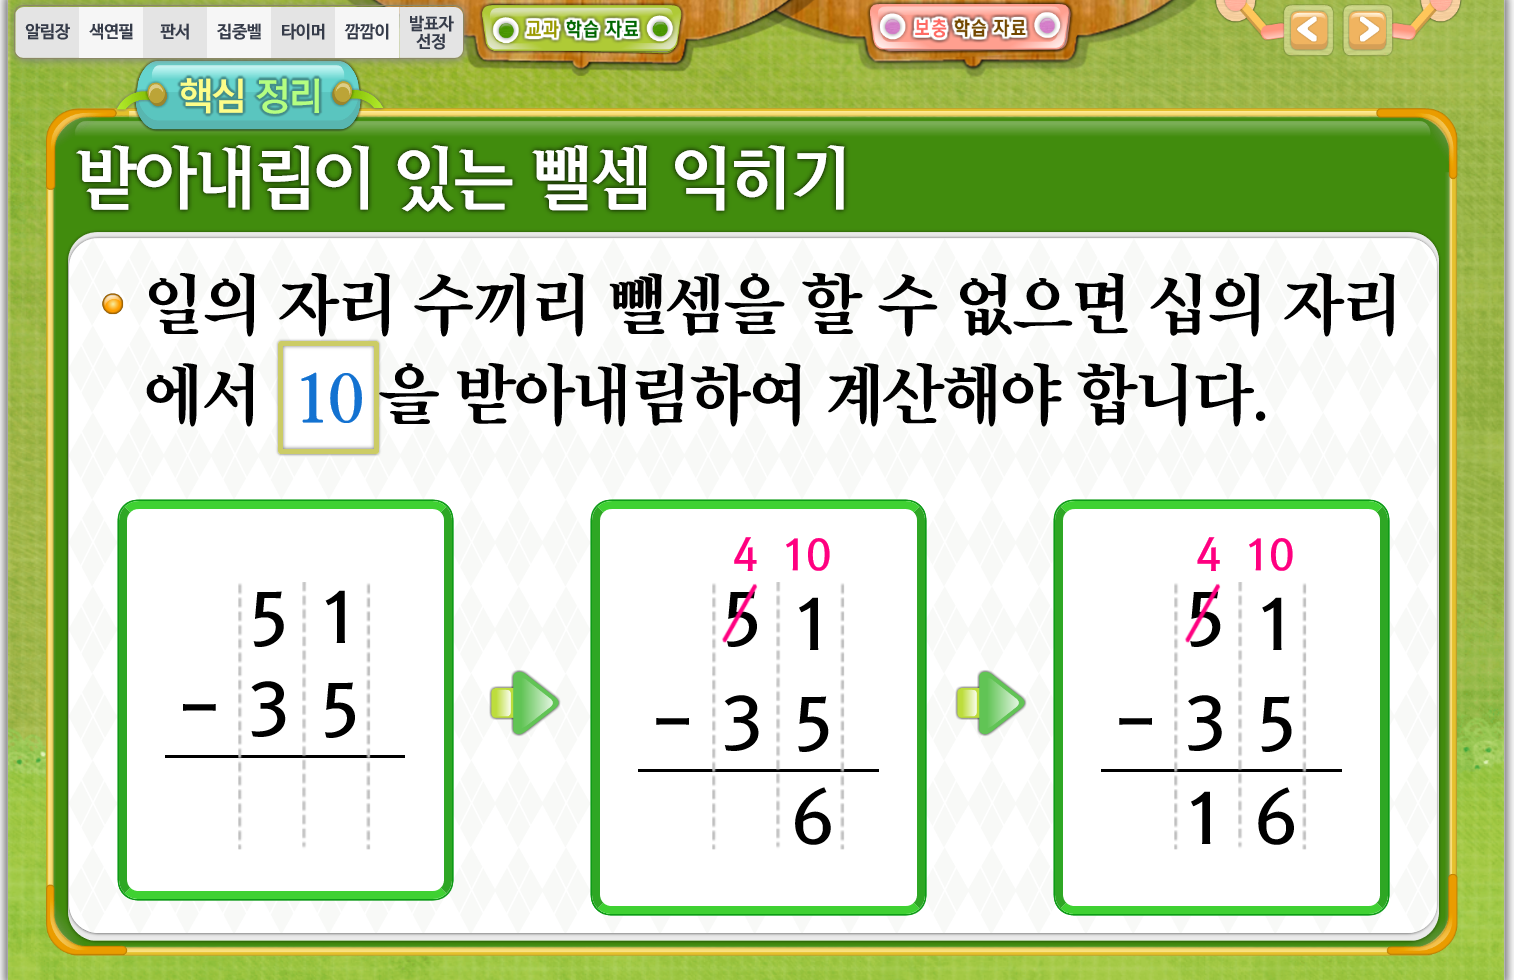 알림장 색연필 판서 집중벨 타이머 깜깜이 발표자 선정
교과 학습 자료
보충 학습 자료
핵심 정리
받아내림이 있는 뺄셈 익히기
일의 자리 수끼리 뺄셈을 할 수 없으면 십의 자리
에서 10을 받아내림하여 계산해야 합니다.
5 1
- 3 5
4 10
5 1
- 3 5
6
4 10
5 1
- 3 5
1 6